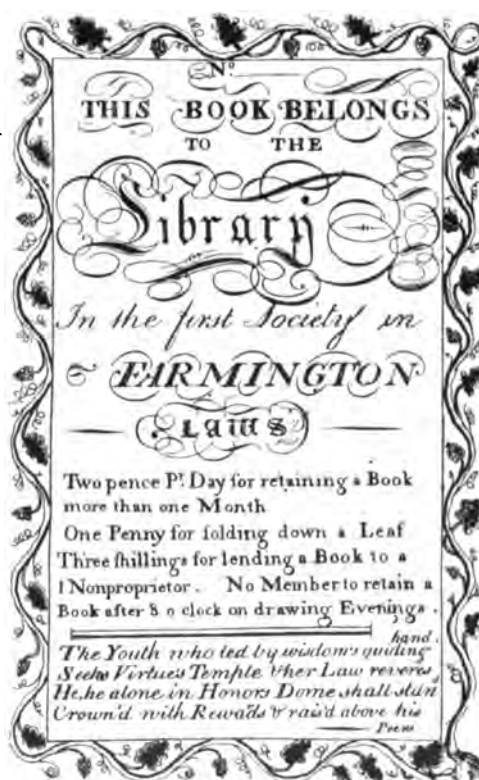 No.
THIS BOOK BELONGS
TO THE
Library
In the first Society in
FARMINGTON
LAWS
Two pence Pr. Day for retaining a Book
more than one Month
One Penny for folding down a Leaf
Three ſhillings for lending a Book to a
Nonproprietor. No Member to retain a
Book after 8 o clock on drawing Evenings.
hand.
The Youth who led by wisdom's guiding
Seeks Virtue's Temple & her Law reveres,
He, he alone in Honors Dome shall stan
Crown'd with Rewa'ds & rais'd above his
Peers